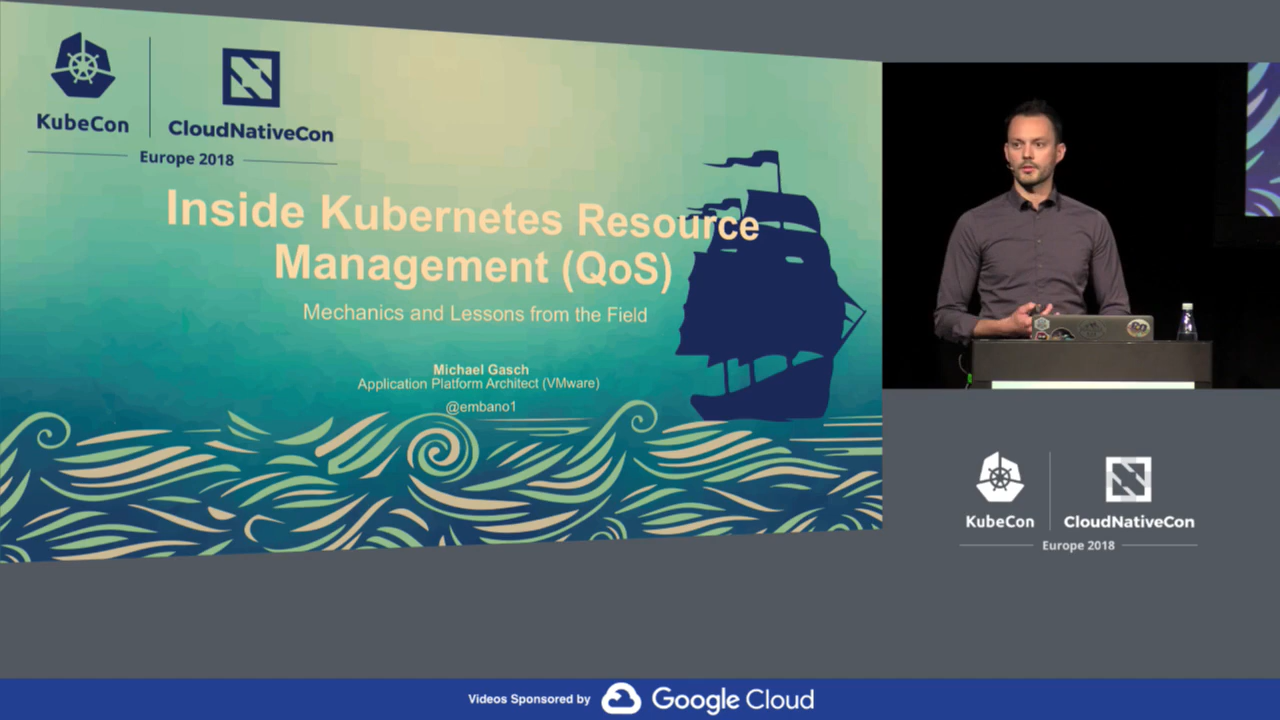 KubeCon
CloudNativeCon
Europe 2018
Inside Kubernetes Resource
Management (QoS)
Mechanics and Lessons from the Field
Michael Gasch
Application Platform Architect (VMware)
@embano1
KubeCon
CloudNativeCon
Europe 2018
Videos Sponsored by Google Cloud